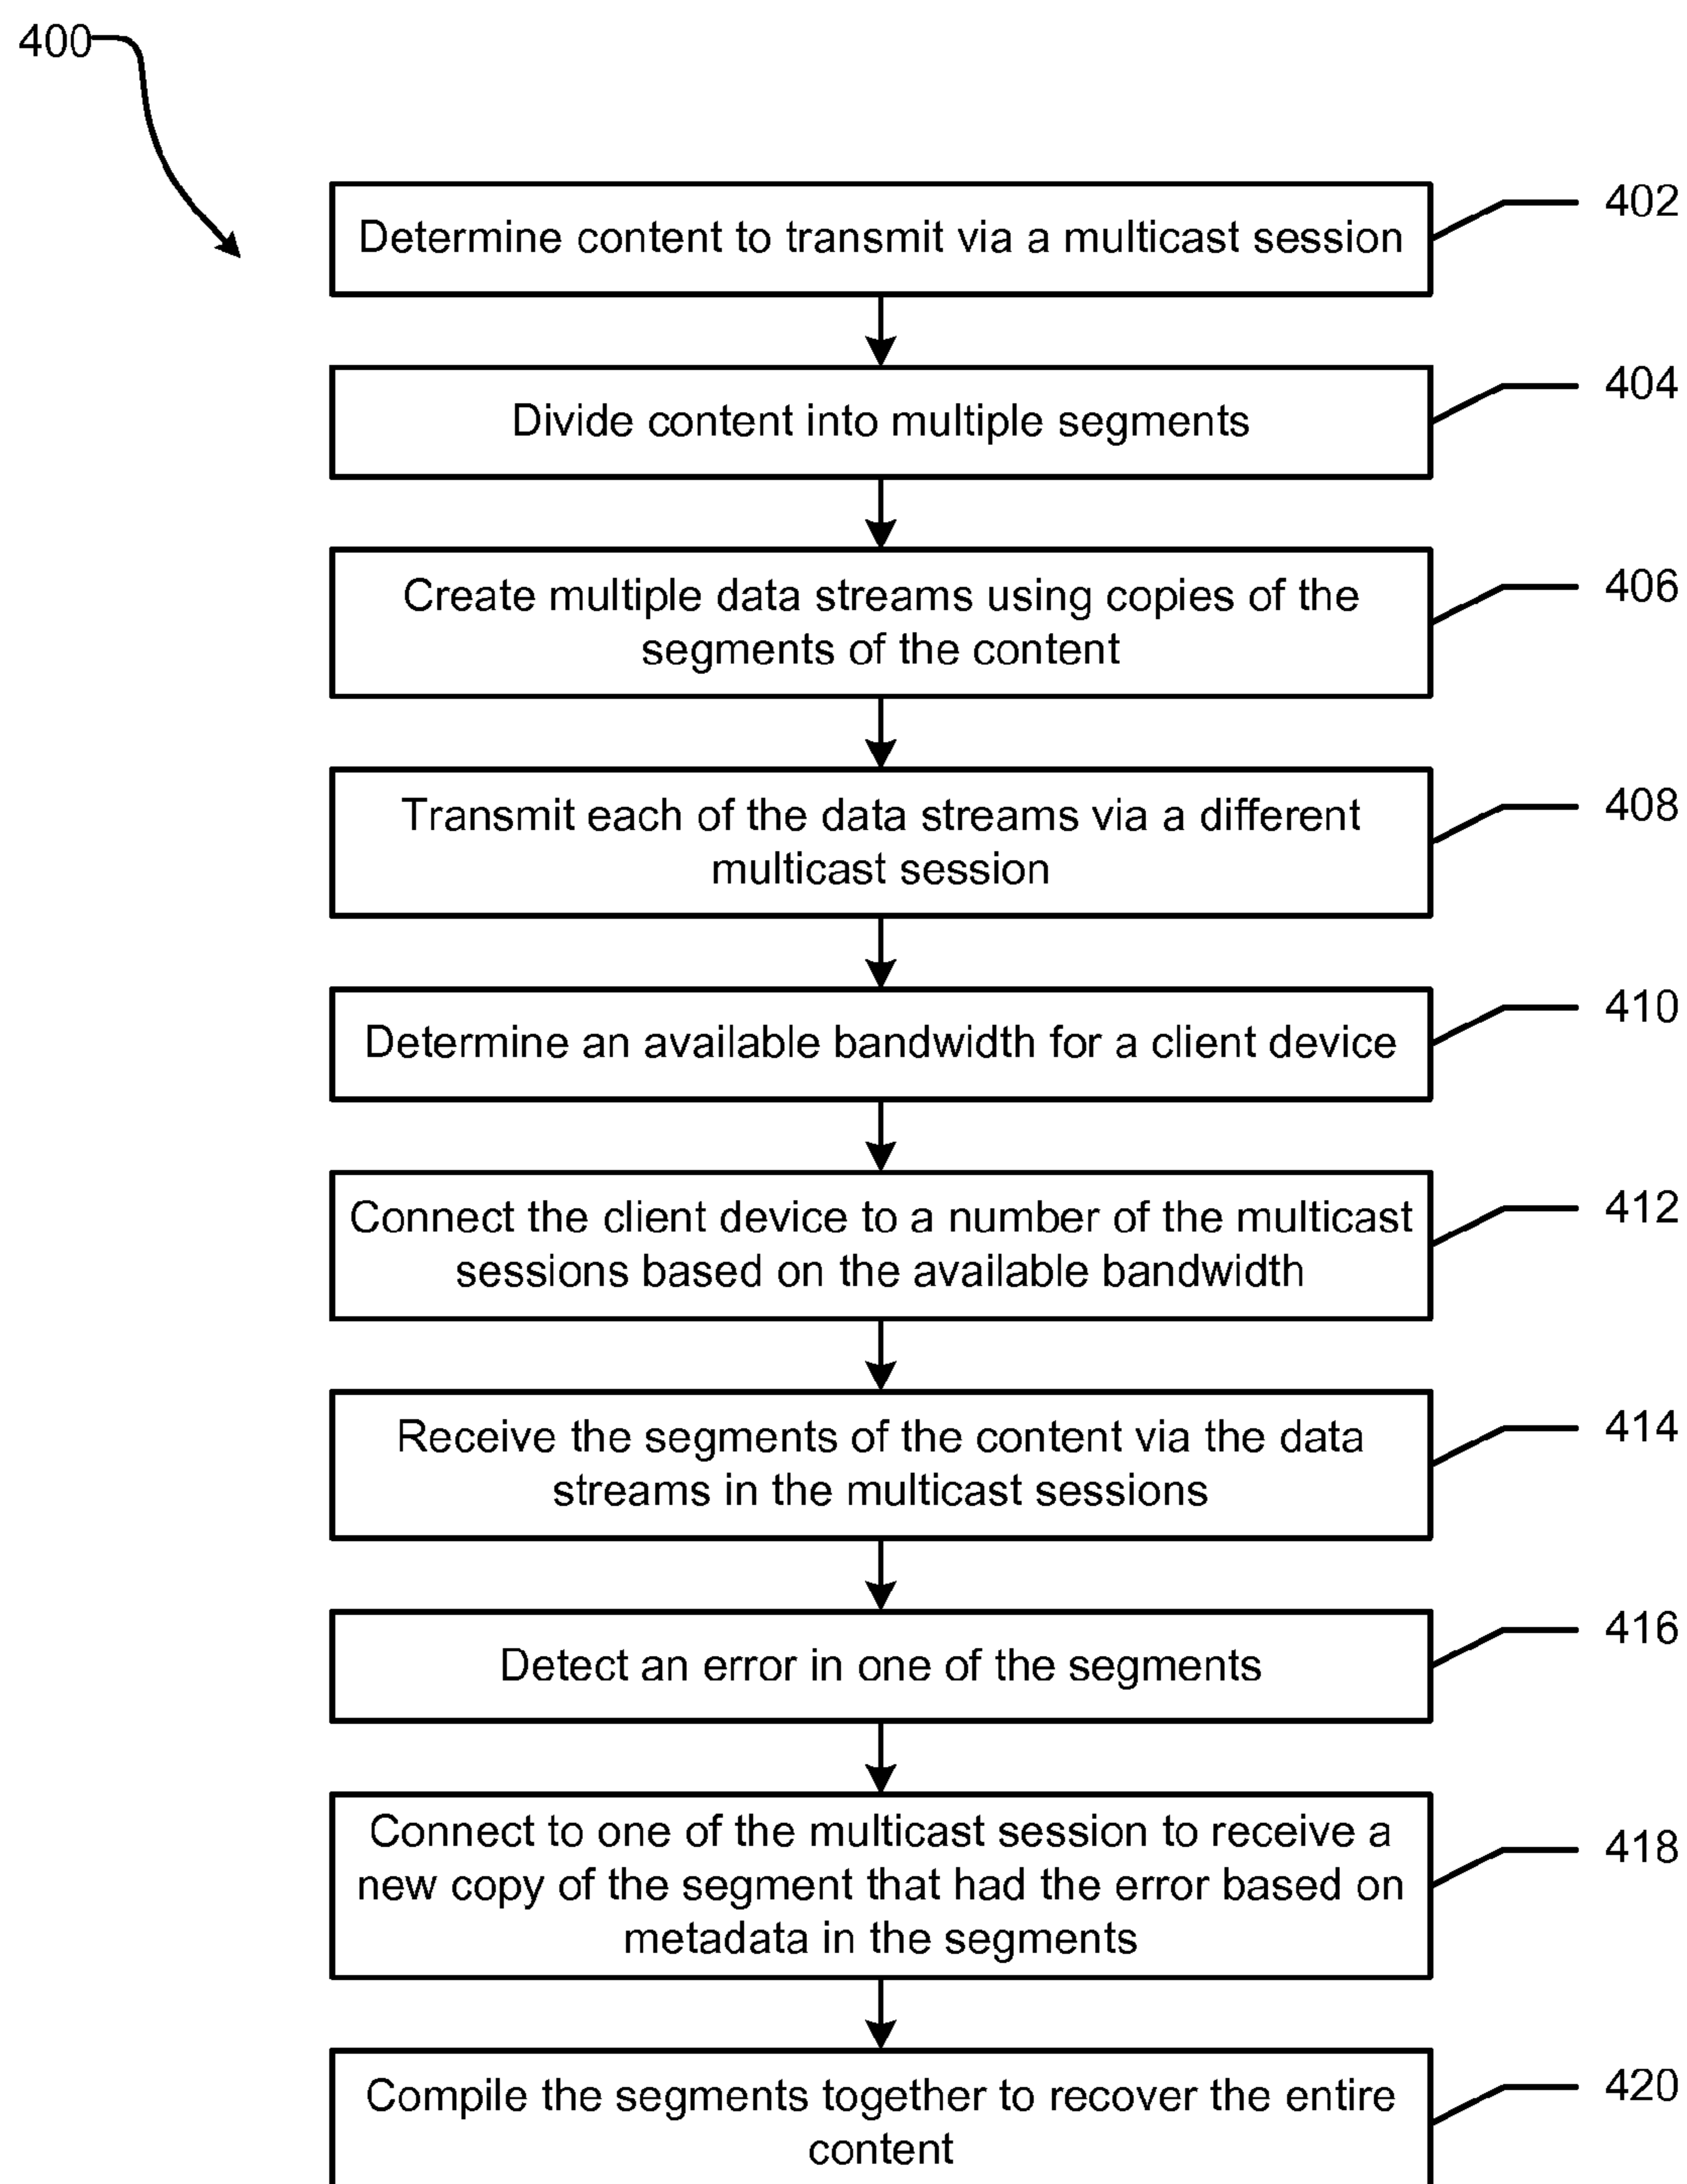 400
Determine content to transmit via a multicast session
402
Divide content into multiple segments
404
Create multiple data streams using copies of the
segments of the content
406
Transmit each of the data streams via a different
multicast session
408
Determine an available bandwidth for a client device
410
Connect the client device to a number of the multicast
sessions based on the available bandwidth
412
Receive the segments of the content via the data
streams in the multicast sessions
414
Detect an error in one of the segments
416
Connect to one of the multicast session to receive a
new copy of the segment that had the error based on
metadata in the segments
418
Compile the segments together to recover the entire
content
420